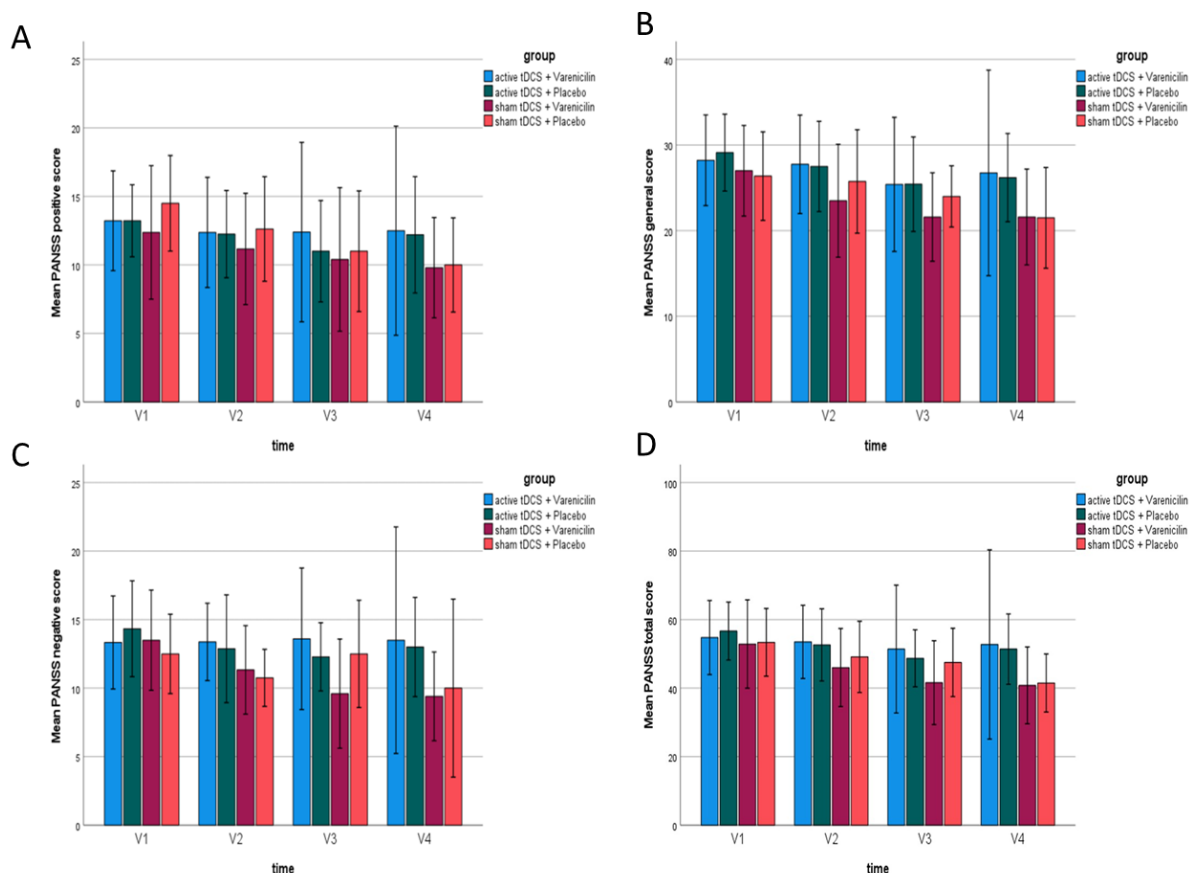 A
group
active tDCS + Varenicilin
active tDCS + Placebo
sham tDCS + Varenicilin
sham tDCS + Placebo
Mean PANSS positive score
25
20
15
10
5
0
V1 V2 V3 V4
time
B
group
active tDCS + Varenicilin
active tDCS + Placebo
sham tDCS + Varenicilin
sham tDCS + Placebo
Mean PANSS general score
40
30
20
10
0
V1 V2 V3 V4
time
C
group
active tDCS + Varenicilin
active tDCS + Placebo
sham tDCS + Varenicilin
sham tDCS + Placebo
Mean PANSS negative score
25
20
15
10
5
0
V1 V2 V3 V4
time
D
group
active tDCS + Varenicilin
active tDCS + Placebo
sham tDCS + Varenicilin
sham tDCS + Placebo
Mean PANSS total score
100
80
60
40
20
0
V1 V2 V3 V4
time